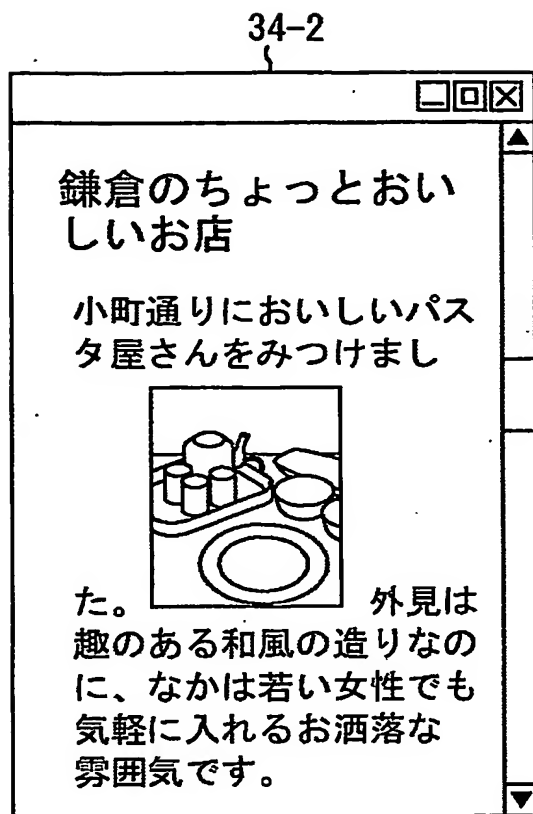 34-2
鎌倉のちょっとおい
しいお店
小町通りにおいしいパス
タ屋さんをみつけまし
た。 外見は
趣のある和風の造りなの
に、なかは若い女性でも
気軽に入れるお洒落な
雰囲気です。